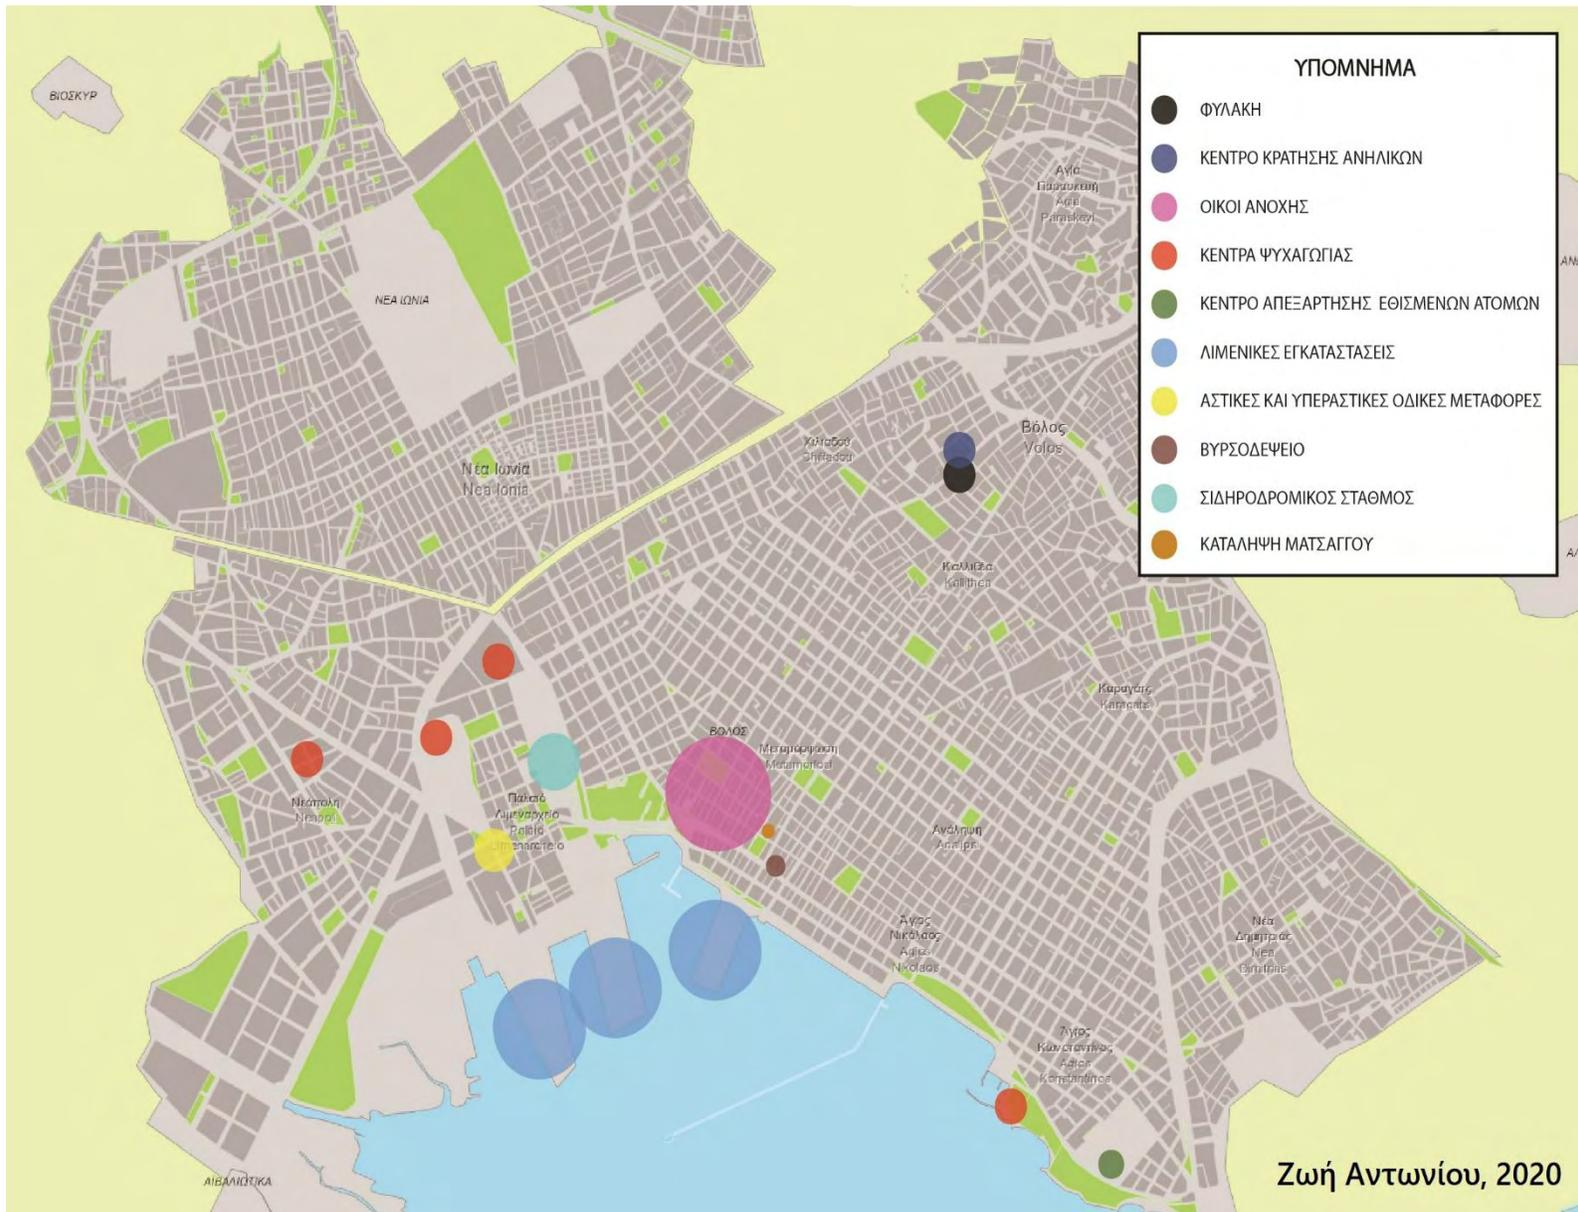 ΒΙΟΣΚΥΡ
ΥΠΟΜΝΗΜΑ
ΦΥΛΑΚΗ
ΚΕΝΤΡΟ ΚΡΑΤΗΣΗΣ ΑΝΗΛΙΚΩΝ
ΟΙΚΟΙ ΑΝΟΧΗΣ
ΚΕΝΤΡΑ ΨΥΧΑΓΩΓΙΑΣ
ΚΕΝΤΡΟ ΑΠΕΞΑΡΤΗΣΗΣ ΕΘΙΣΜΕΝΩΝ ΑΤΟΜΩΝ
ΛΙΜΕΝΙΚΕΣ ΕΓΚΑΤΑΣΤΑΣΕΙΣ
ΑΣΤΙΚΕΣ ΚΑΙ ΥΠΕΡΑΣΤΙΚΕΣ ΟΔΙΚΕΣ ΜΕΤΑΦΟΡΕΣ
ΒΥΡΣΟΔΕΨΕΙΟ
ΣΙΔΗΡΟΔΡΟΜΙΚΟΣ ΣΤΑΘΜΟΣ
ΚΑΤΑΛΗΨΗ ΜΑΤΣΑΓΓΟΥ
Αγία
Παρασκευή
Agia
Paraskevi
ΝΕΑ ΙΩΝΙΑ
Βόλος
Volos
Χιλιαδού
Chiliadou
Νέα Ιωνία
Nea Ionia
Καλλιθέα
Kallithea
Καραγάτς
Karagats
ΒΟΛΟΣ
Μεταμόρφωση
Metamorfosi
Νεάπολη
Neapoli
Παλαιό
Λιμεναρχείο
Palaio
Limenarcheio
Ανάληψη
Analipsi
Άγιος
Νικόλαος
Agios
Nikolaos
Νέα
Δημητριάς
Nea
Dimitrias
Άγιος
Κωνσταντίνος
Agios
Konstantinos
ΑΪΒΑΛΙΩΤΙΚΑ
Ζωή Αντωνίου, 2020